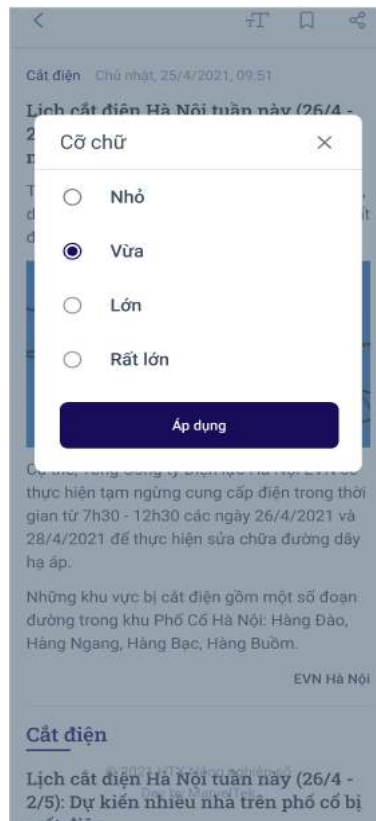 Cắt điện Chủ nhật, 25/4/2021, 09:51
Lịch cắt điện Hà Nội tuần này (26/4 -
2
Cỡ chữ
Nhỏ
Vừa
Lớn
Rất lớn
Áp dụng
thực hiện tạm ngừng cung cấp điện trong thời
gian từ 7h30 - 12h30 các ngày 26/4/2021 và
28/4/2021 để thực hiện sửa chữa đường dây
hạ áp.
Những khu vực bị cắt điện gồm một số đoạn
đường trong khu Phố Cổ Hà Nội: Hàng Đào,
Hàng Ngang, Hàng Bạc, Hàng Buồm.
EVN Hà Nội
Cắt điện
Lịch cắt điện Hà Nội tuần này (26/4 -
2/5): Dự kiến nhiều nhà trên phố cổ bị